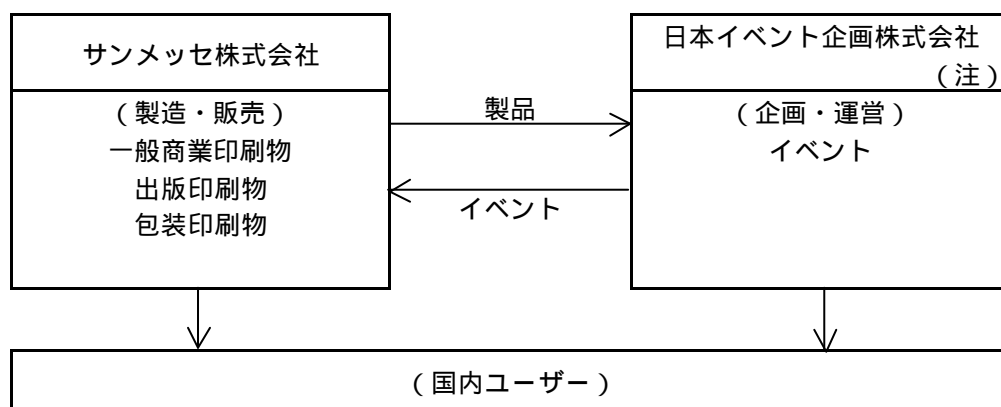 サンメッセ株式会社
(製造・販売)
一般商業印刷物
出版印刷物
包装印刷物
製品
イベント
日本イベント企画株式会社
(注)
(企画・運営)
イベント
(国内ユーザー)